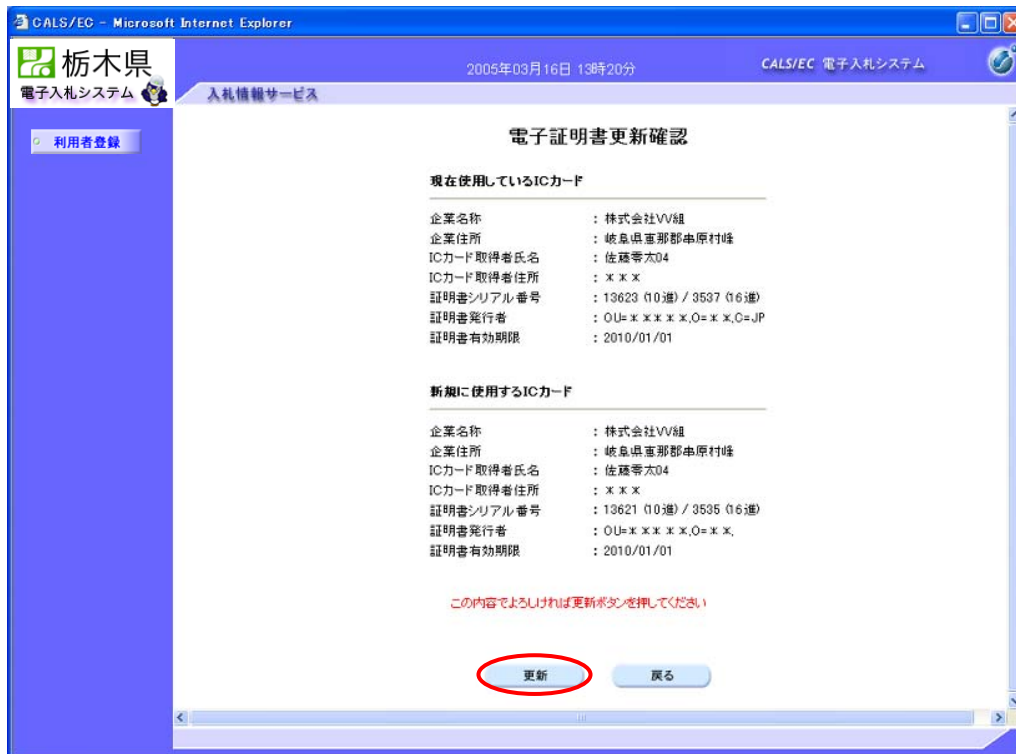 CALS/EC - Microsoft Internet Explorer
栃木県
電子入札システム
2005年03月16日 13時20分
CALS/EC 電子入札システム
入札情報サービス
利用者登録
電子証明書更新確認
現在使用しているICカード
企業名称 : 株式会社VV組
企業住所 : 岐阜県恵那郡串原村峰
ICカード取得者氏名 : 佐藤零太04
ICカード取得者住所 : ＊＊＊
証明書シリアル番号 : 13623 (10進) / 3537 (16進)
証明書発行者 : OU=＊＊＊＊＊,O=＊＊,C=JP
証明書有効期限 : 2010/01/01
新規に使用するICカード
企業名称 : 株式会社VV組
企業住所 : 岐阜県恵那郡串原村峰
ICカード取得者氏名 : 佐藤零太04
ICカード取得者住所 : ＊＊＊
証明書シリアル番号 : 13621 (10進) / 3535 (16進)
証明書発行者 : OU=＊＊＊＊＊,O=＊＊,
証明書有効期限 : 2010/01/01
この内容でよろしければ更新ボタンを押してください
更新 戻る